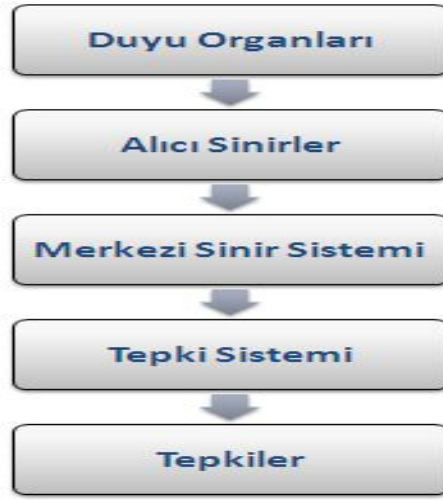 Duyu Organları
Alıcı Sinirler
Merkezi Sinir Sistemi
Tepki Sistemi
Tepkiler